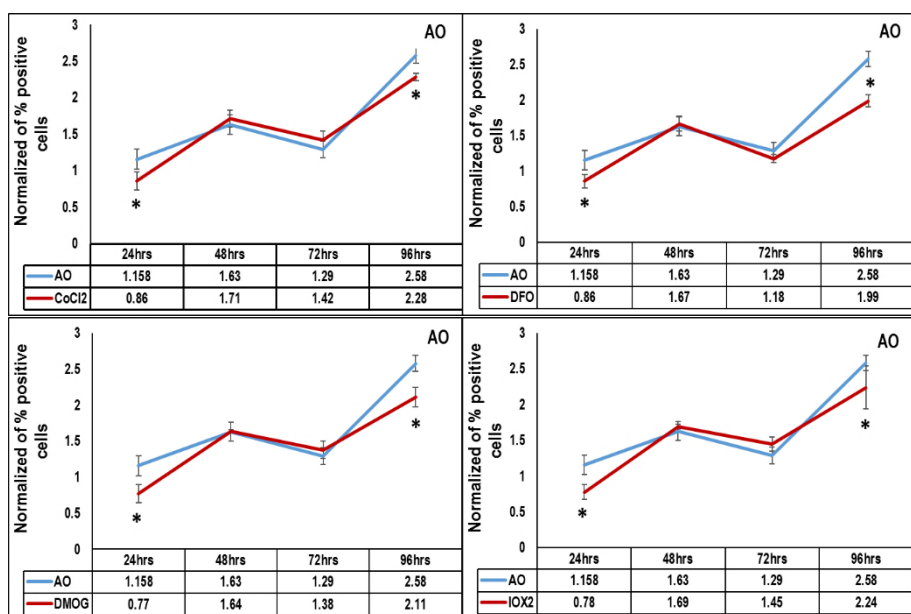 AO
Normalized of % positive
cells
3
2.5
2
1.5
1
0.5
0
*
*
24hrs 48hrs 72hrs 96hrs
AO 1.158 1.63 1.29 2.58
CoCl2 0.86 1.71 1.42 2.28
AO
Normalized of % positive
cells
3
2.5
2
1.5
1
0.5
0
*
*
24hrs 48hrs 72hrs 96hrs
AO 1.158 1.63 1.29 2.58
DFO 0.86 1.67 1.18 1.99
AO
Normalized of % positive
cells
3
2.5
2
1.5
1
0.5
0
*
*
24hrs 48hrs 72hrs 96hrs
AO 1.158 1.63 1.29 2.58
DMOG 0.77 1.64 1.38 2.11
AO
Normalized of % positive
cells
3
2.5
2
1.5
1
0.5
0
*
*
24hrs 48hrs 72hrs 96hrs
AO 1.158 1.63 1.29 2.58
IOX2 0.78 1.69 1.45 2.24